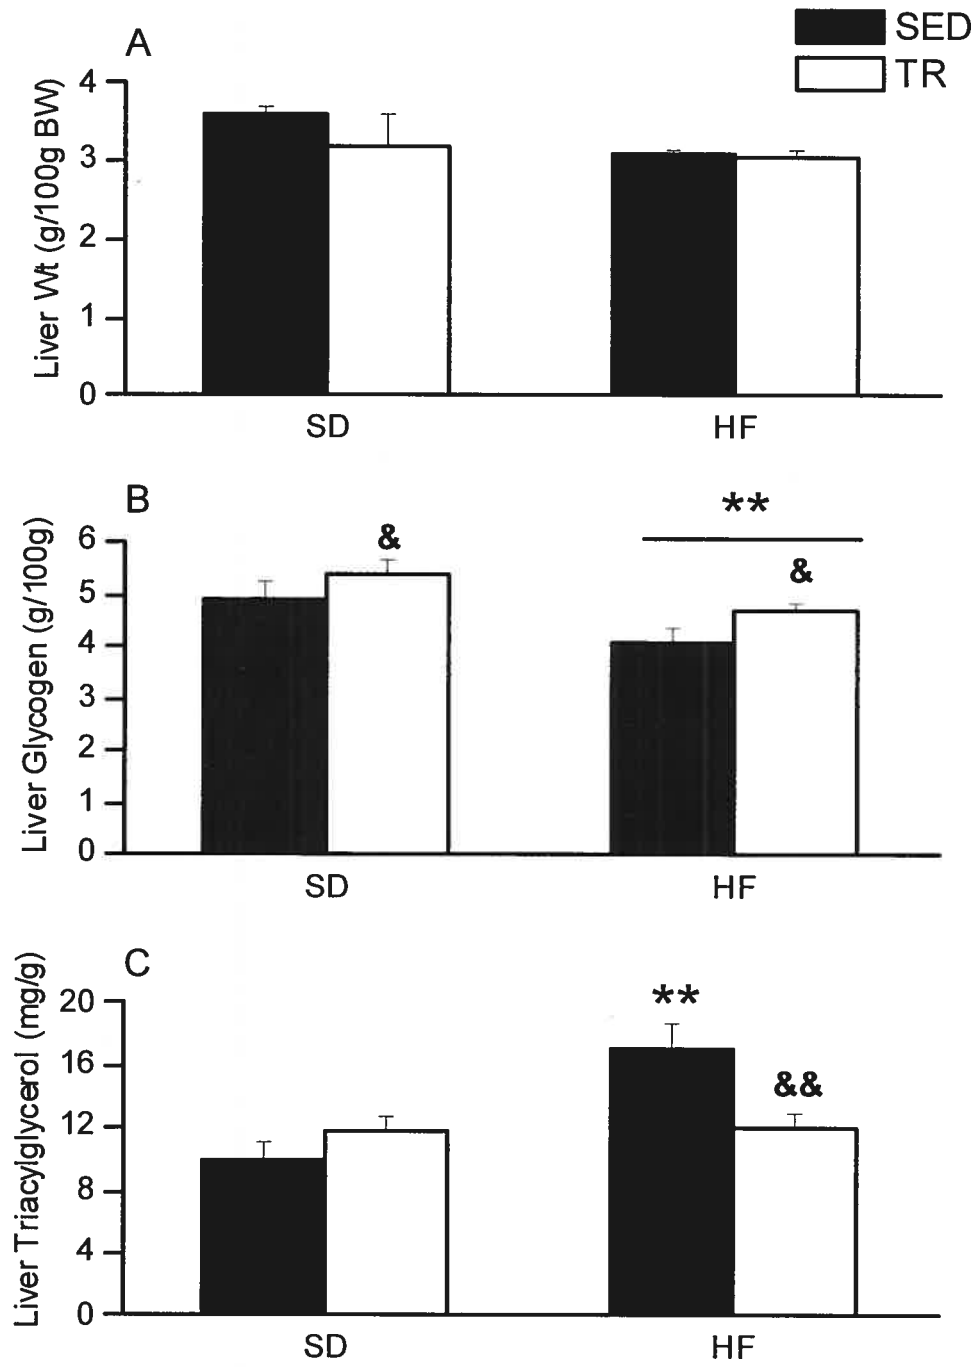 SED
TR
A
Liver Wt (g/100g BW)
4
3
2
1
0
SD
HF
B
Liver Glycogen (g/100g)
6
5
4
3
2
1
0
&
**
&
SD
HF
C
Liver Triacylglycerol (mg/g)
20
16
12
8
4
0
**
&&
SD
HF